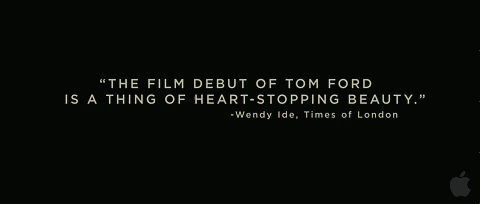 “THE FILM DEBUT OF TOM FORD
IS A THING OF HEART-STOPPING BEAUTY.”
-Wendy Ide, Times of London